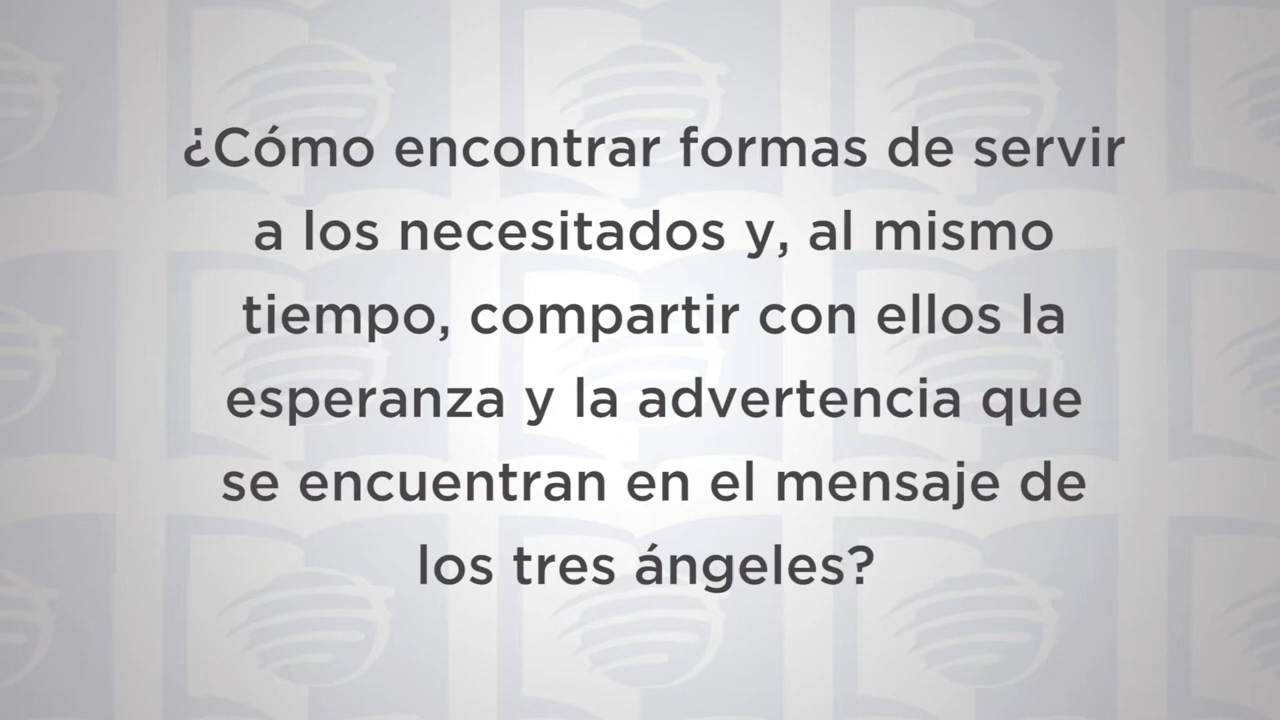 ¿Cómo encontrar formas de servir
a los necesitados y, al mismo
tiempo, compartir con ellos la
esperanza y la advertencia que
se encuentran en el mensaje de
los tres ángeles?